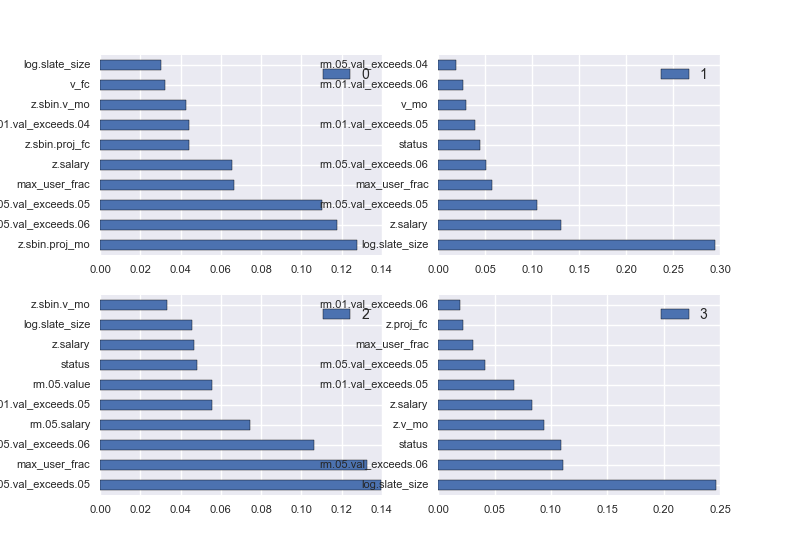 log.slate_size
v_fc
z.sbin.v_mo
01.val_exceeds.04
z.sbin.proj_fc
z.salary
max_user_frac
05.val_exceeds.05
05.val_exceeds.06
z.sbin.proj_mo
0.00 0.02 0.04 0.06 0.08 0.10 0.12 0.14
0
rm.05.val_exceeds.04
rm.01.val_exceeds.06
v_mo
rm.01.val_exceeds.05
status
rm.05.val_exceeds.06
max_user_frac
rm.05.val_exceeds.05
z.salary
log.slate_size
0.00 0.05 0.10 0.15 0.20 0.25 0.30
1
z.sbin.v_mo
log.slate_size
z.salary
status
rm.05.value
01.val_exceeds.05
rm.05.salary
05.val_exceeds.06
max_user_frac
05.val_exceeds.05
0.00 0.02 0.04 0.06 0.08 0.10 0.12 0.14
2
rm.01.val_exceeds.06
z.proj_fc
max_user_frac
rm.05.val_exceeds.05
rm.01.val_exceeds.05
z.salary
z.v_mo
status
rm.05.val_exceeds.06
log.slate_size
0.00 0.05 0.10 0.15 0.20 0.25
3